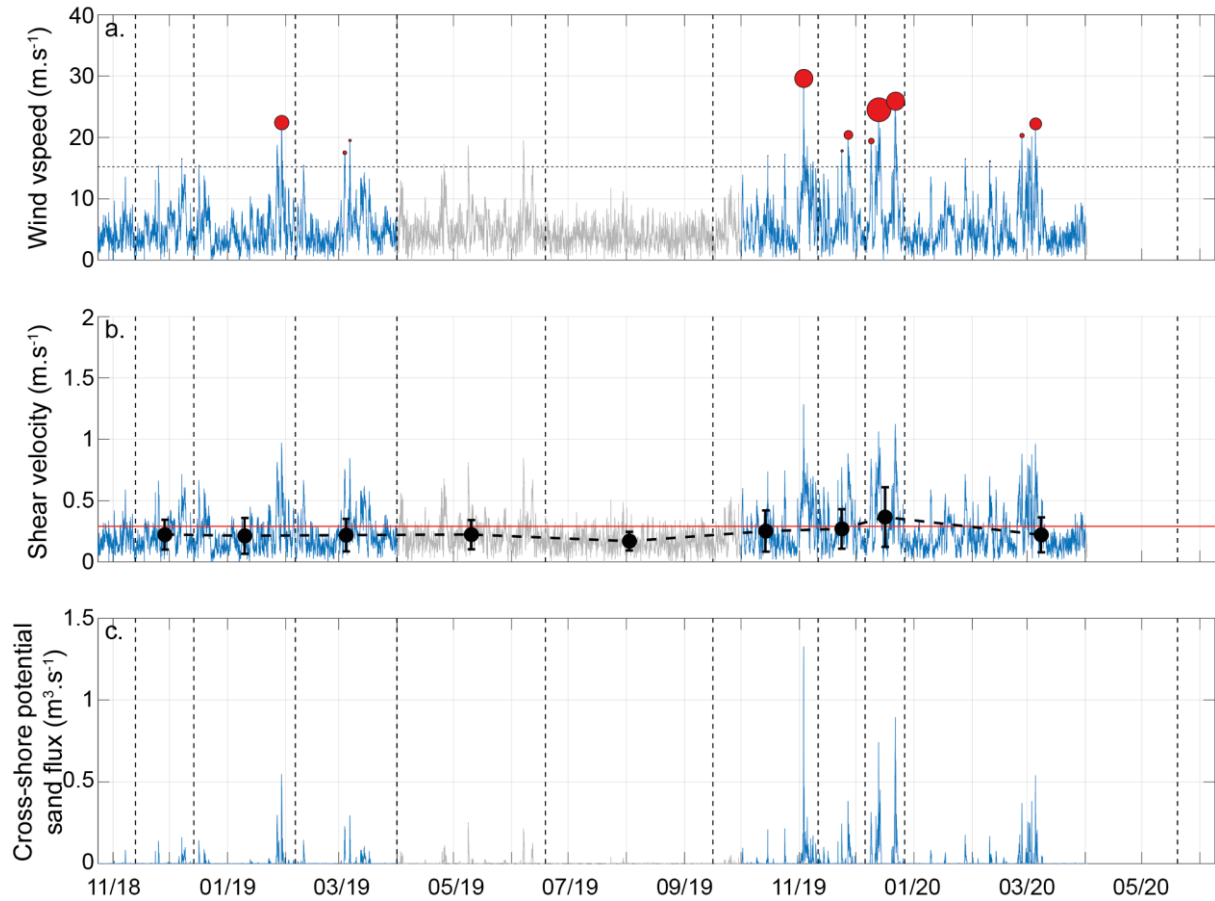 a.
Wind vspeed (m.s⁻¹)
40
30
20
10
0
b.
Shear velocity (m.s⁻¹)
2
1.5
1
0.5
0
c.
Cross-shore potential
sand flux (m³.s⁻¹)
1.5
1
0.5
0
11/18 01/19 03/19 05/19 07/19 09/19 11/19 01/20 03/20 05/20